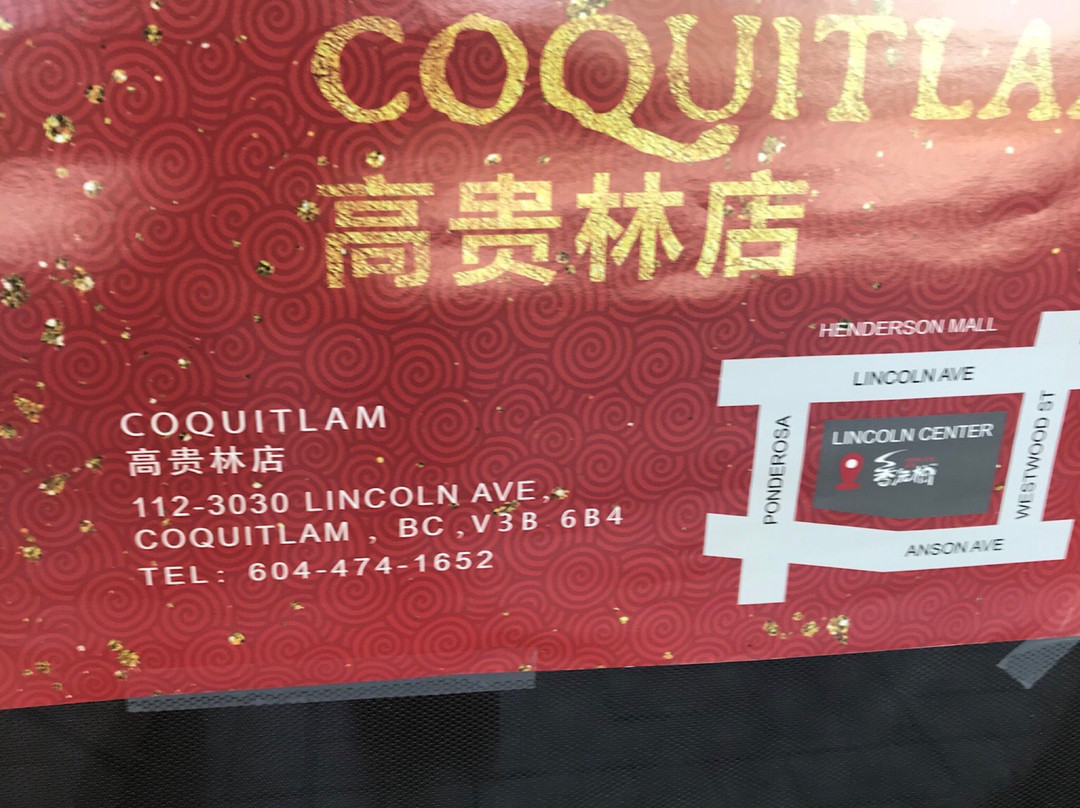 COQUITLA
高贵林店
COQUITLAM
高贵林店
112-3030 LINCOLN AVE,
COQUITLAM , BC ,V3B 6B4
TEL: 604-474-1652
HENDERSON MALL
LINCOLN AVE
PONDEROSA
LINCOLN CENTER
WESTWOOD ST
ANSON AVE